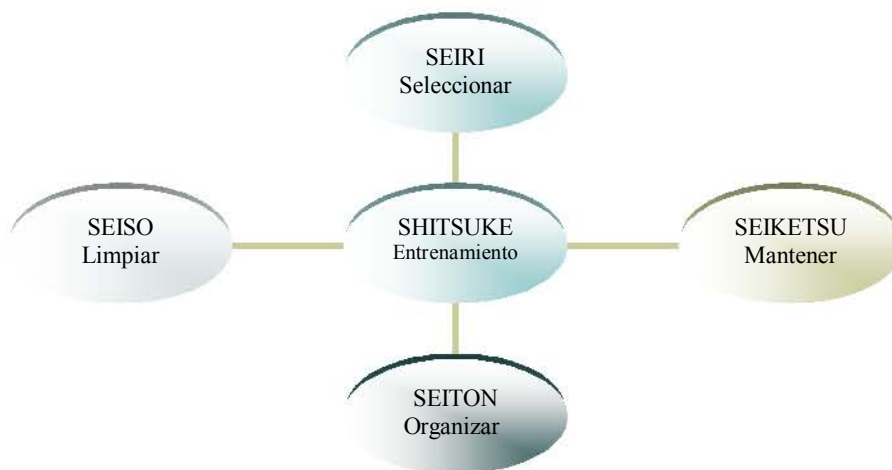 SEIRI
Seleccionar
SEISO
Limpiar
SHITSUKE
Entrenamiento
SEIKETSU
Mantener
SEITON
Organizar